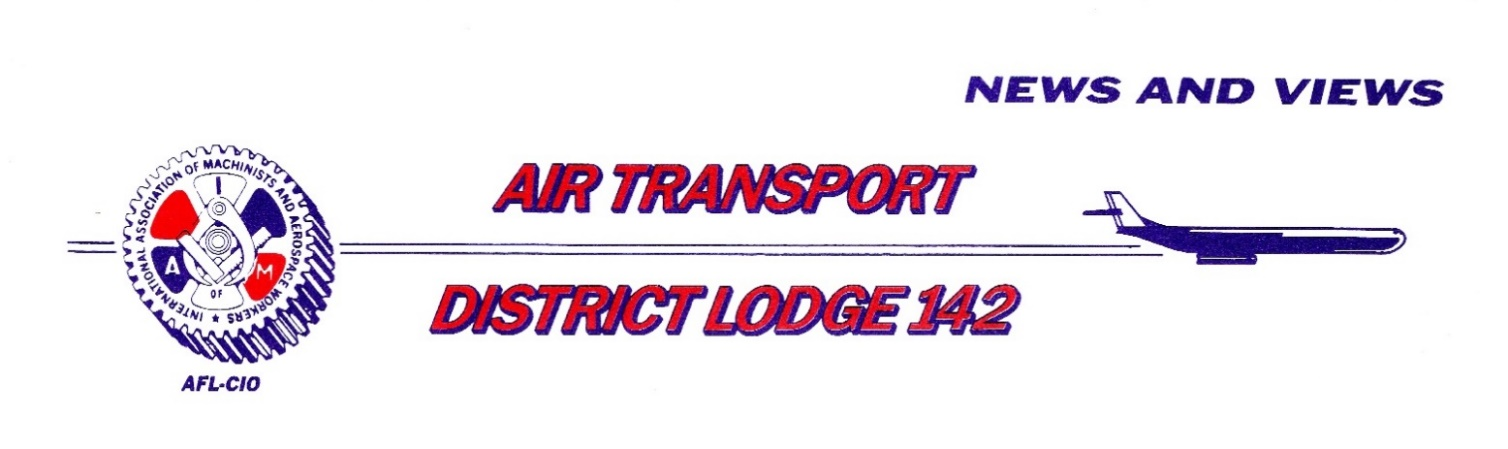 NEWS AND VIEWS
AIR TRANSPORT
INTERNATIONAL ASSOCIATION OF MACHINISTS AND AEROSPACE WORKERS ★
I
A M
OF
DISTRICT LODGE 142
AFL-CIO